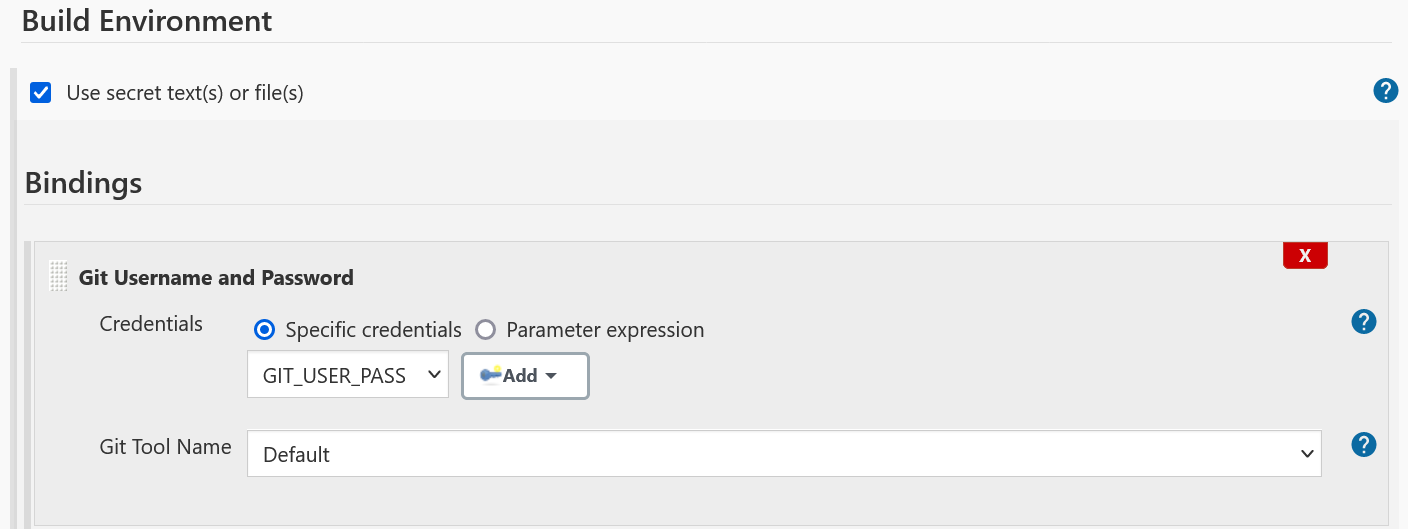 Build Environment
Use secret text(s) or file(s)
?
Bindings
X
Git Username and Password
Credentials
Specific credentials
Parameter expression
?
GIT_USER_PASS
Add
Git Tool Name
Default
?